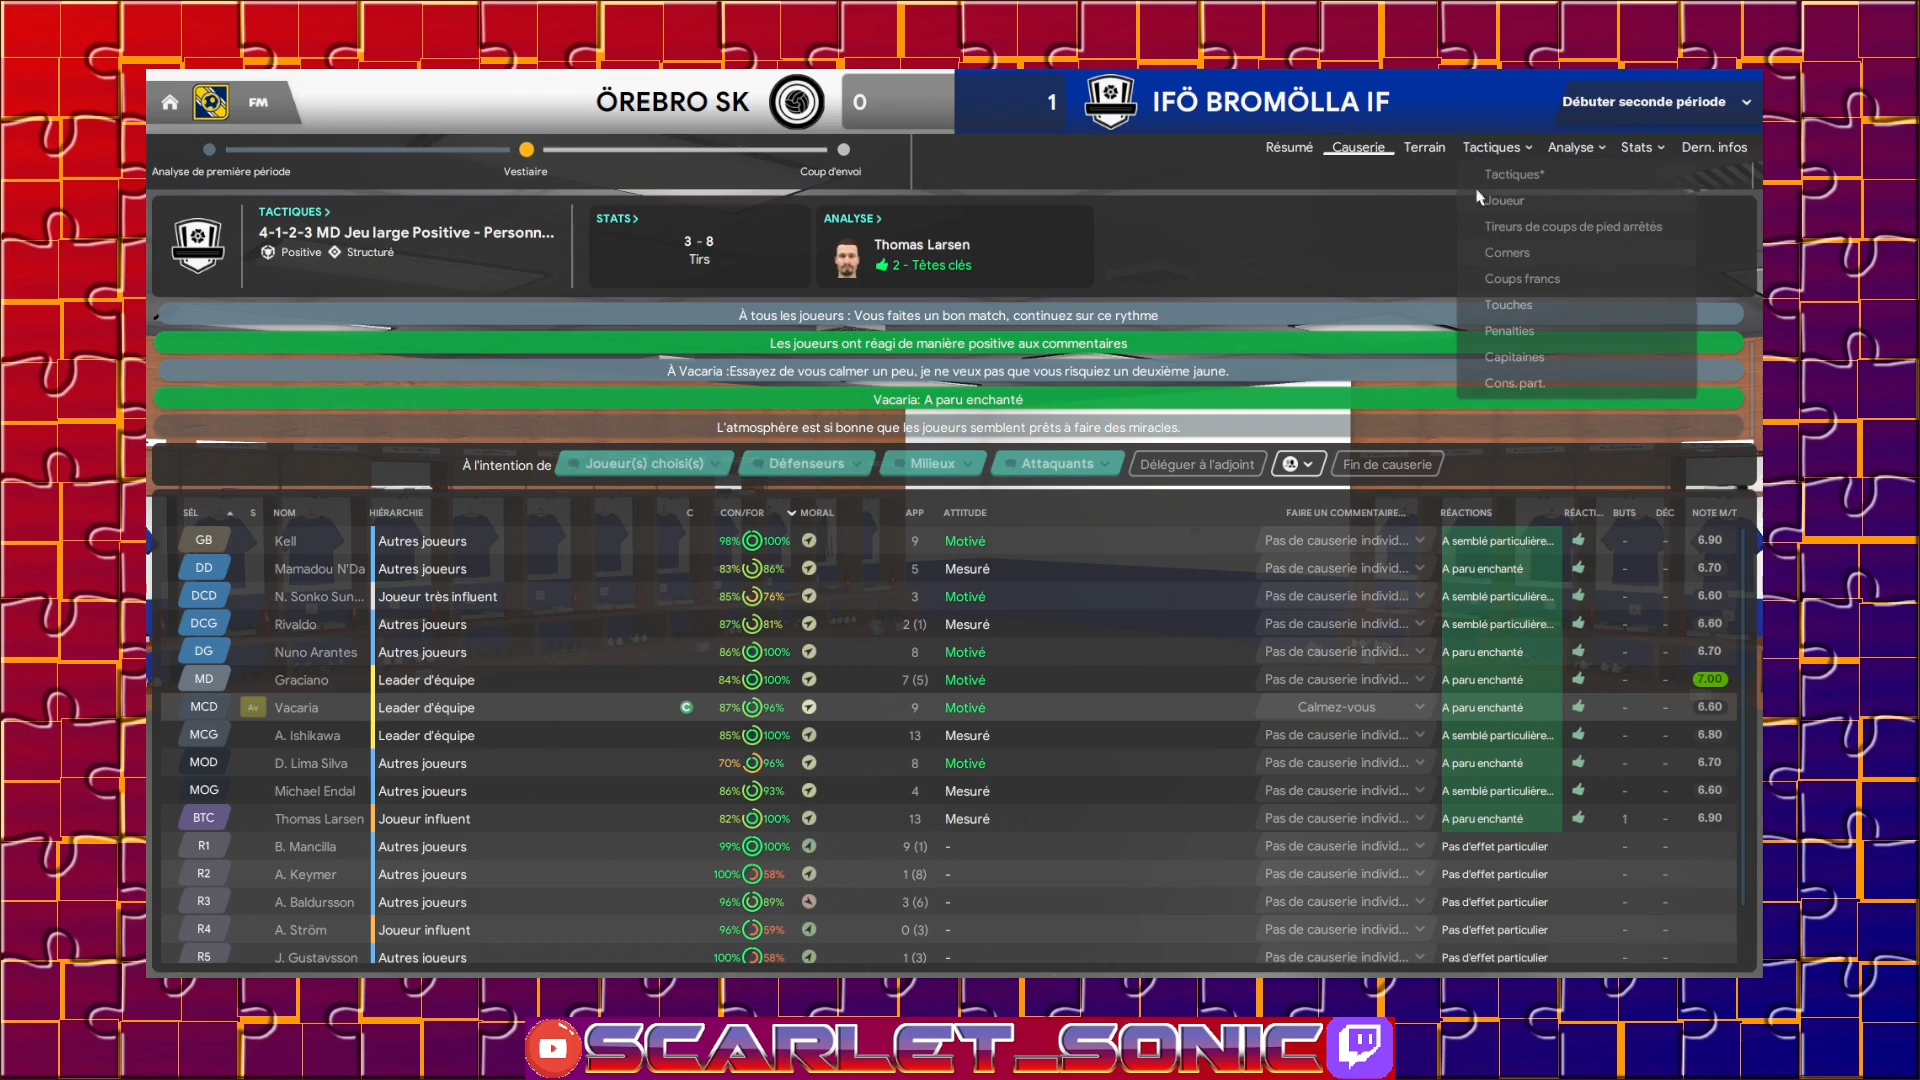 FM
ÖREBRO SK
0
1
IFÖ BROMÖLLA IF
Débuter seconde période
Analyse de première période
Vestiaire
Coup d'envoi
Résumé
Causerie
Terrain
Tactiques
Analyse
Stats
Dern. infos
Tactiques*
Joueur
Tireurs de coups de pied arrêtés
Corners
Coups francs
Touches
Penalties
Capitaines
Cons. part.
TACTIQUES
4-1-2-3 MD Jeu large Positive - Personn...
Positive
Structuré
STATS
3 - 8
Tirs
ANALYSE
Thomas Larsen
2 - Têtes clés
À tous les joueurs : Vous faites un bon match, continuez sur ce rythme
Les joueurs ont réagi de manière positive aux commentaires
À Vacaria :Essayez de vous calmer un peu, je ne veux pas que vous risquiez un deuxième jaune.
Vacaria: A paru enchanté
L'atmosphère est si bonne que les joueurs semblent prêts à faire des miracles.
À l'intention de Joueur(s) choisi(s) Défenseurs Milieux Attaquants Déléguer à l'adjoint Fin de causerie
SÉL S NOM HIÉRARCHIE C CON/FOR MORAL APP ATTITUDE FAIRE UN COMMENTAIRE... RÉACTIONS RÉACTI... BUTS DÉC NOTE M/T
GB Kell Autres joueurs 98% 100% 9 Motivé Pas de causerie individ... A semblé particulière... - - 6.90
DD Mamadou N'Da Autres joueurs 83% 86% 5 Mesuré Pas de causerie individ... A paru enchanté - - 6.70
DCD N. Sonko Sun... Joueur très influent 85% 76% 3 Motivé Pas de causerie individ... A semblé particulière... - - 6.60
DCG Rivaldo Autres joueurs 87% 81% 2 (1) Mesuré Pas de causerie individ... A semblé particulière... - - 6.60
DG Nuno Arantes Autres joueurs 86% 100% 8 Motivé Pas de causerie individ... A paru enchanté - - 6.70
MD Graciano Leader d'équipe 84% 100% 7 (5) Motivé Pas de causerie individ... A paru enchanté - - 7.00
MCD Av Vacaria Leader d'équipe C 87% 96% 9 Motivé Calmez-vous A paru enchanté - - 6.60
MCG A. Ishikawa Leader d'équipe 85% 100% 13 Mesuré Pas de causerie individ... A semblé particulière... - - 6.80
MOD D. Lima Silva Autres joueurs 70% 96% 8 Motivé Pas de causerie individ... A paru enchanté - - 6.70
MOG Michael Endal Autres joueurs 86% 93% 4 Mesuré Pas de causerie individ... A semblé particulière... - - 6.60
BTC Thomas Larsen Joueur influent 82% 100% 13 Mesuré Pas de causerie individ... A paru enchanté 1 - 6.90
R1 B. Mancilla Autres joueurs 99% 100% 9 (1) - Pas de causerie individ... Pas d'effet particulier - -
R2 A. Keymer Autres joueurs 100% 58% 1 (8) - Pas de causerie individ... Pas d'effet particulier - -
R3 A. Baldursson Autres joueurs 96% 89% 3 (6) - Pas de causerie individ... Pas d'effet particulier - -
R4 A. Ström Joueur influent 96% 59% 0 (3) - Pas de causerie individ... Pas d'effet particulier - -
R5 J. Gustavsson Autres joueurs 100% 58% 1 (3) - Pas de causerie individ... Pas d'effet particulier - -
SCARLET_SONIC